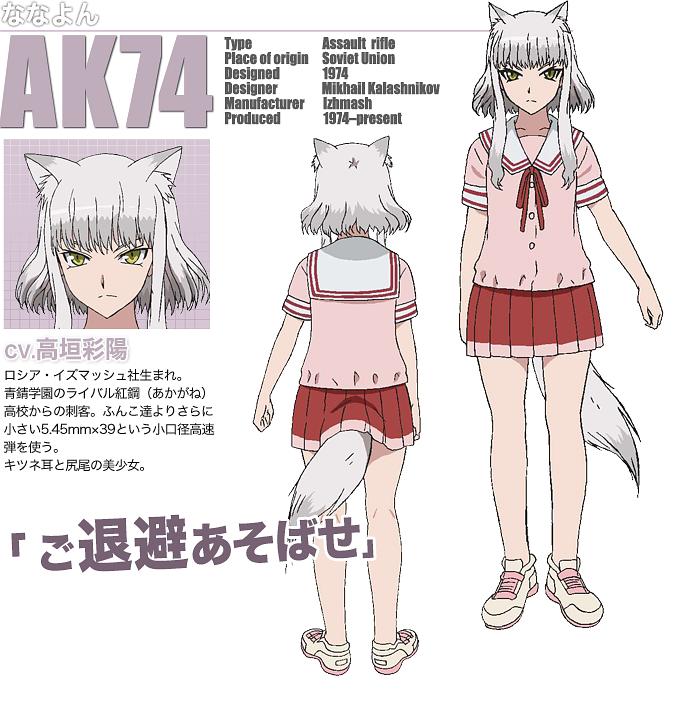 ななよん
AK74
Type Assault rifle
Place of origin Soviet Union
Designed 1974
Designer Mikhail Kalashnikov
Manufacturer Izhmash
Produced 1974–present
CV.高垣彩陽
ロシア・イズマッシュ社生まれ。
青錆学園のライバル紅鋼（あかがね）
高校からの刺客。ふんこ達よりさらに
小さい5.45mm×39という小口径高速
弾を使う。
キツネ耳と尻尾の美少女。
「ご退避あそばせ」